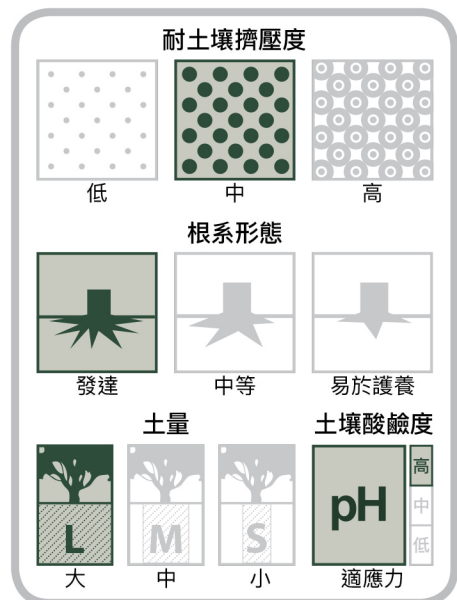 耐土壤擠壓度
低 中 高
根系形態
發達 中等 易於護養
土量 土壤酸鹼度
L M S pH 高 中 低
大 中 小 適應力